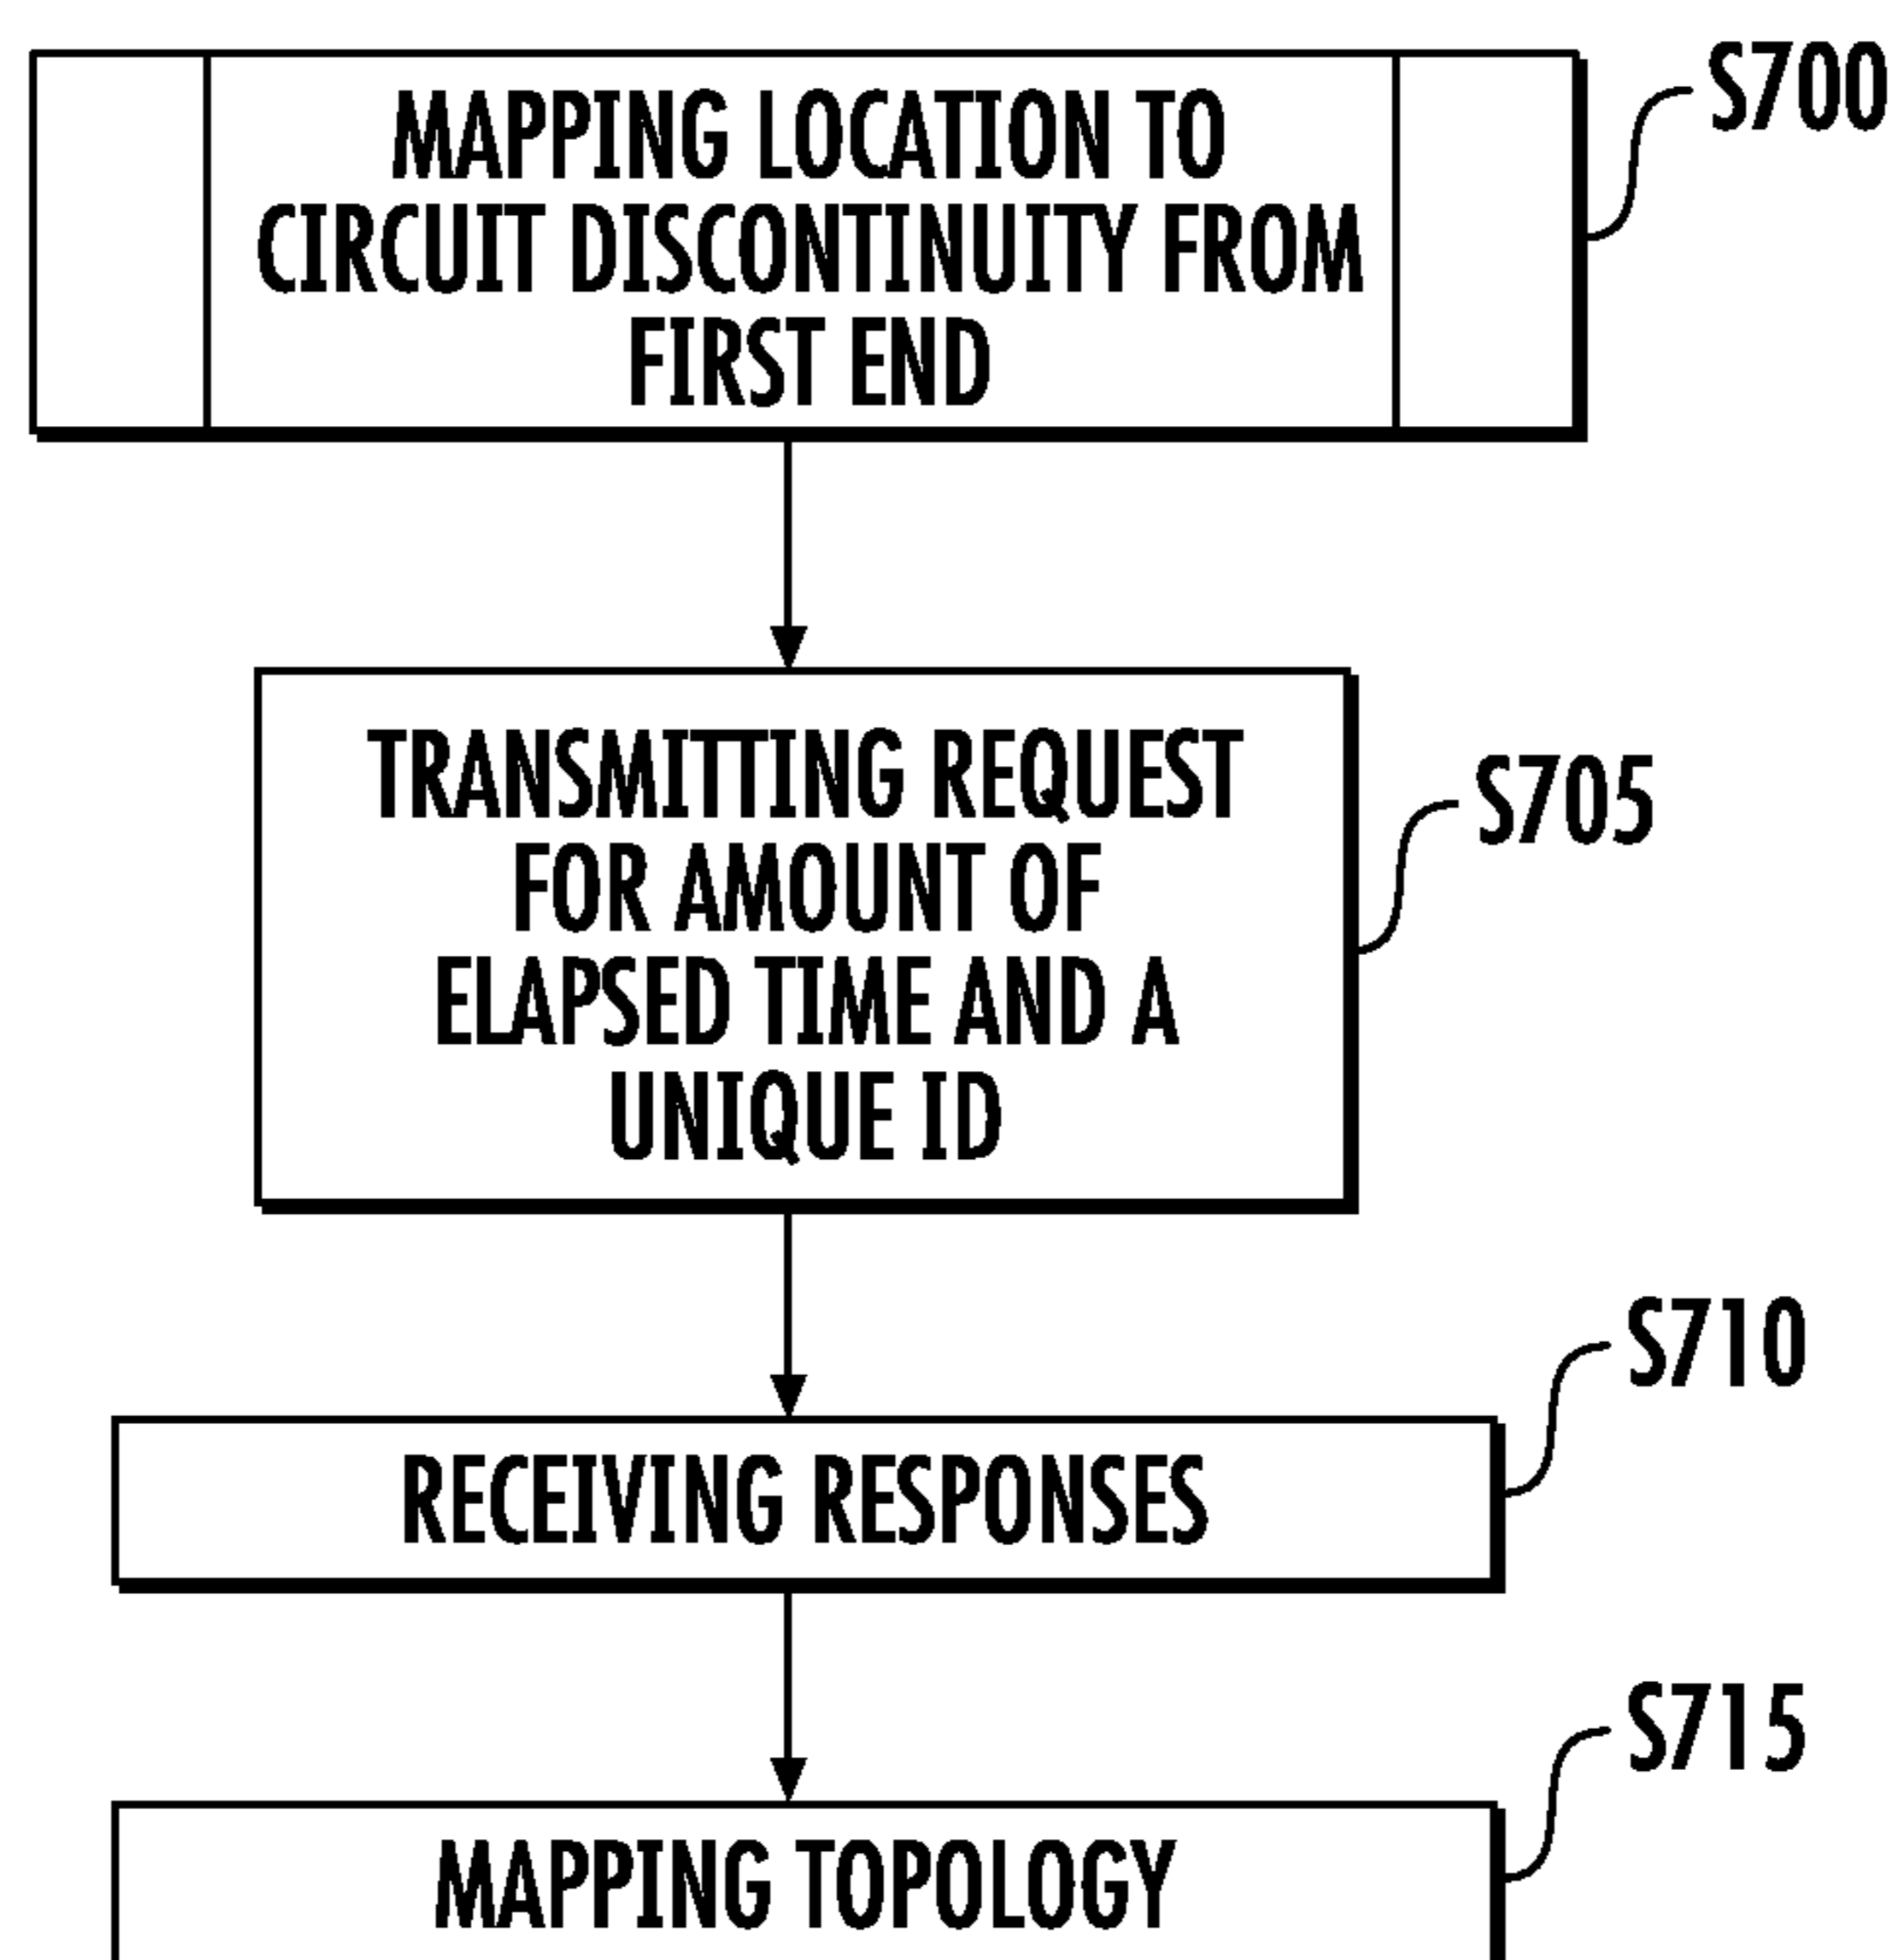 MAPPING LOCATION TO
CIRCUIT DISCONTINUITY FROM
FIRST END
S700
TRANSMITTING REQUEST
FOR AMOUNT OF
ELAPSED TIME AND A
UNIQUE ID
S705
RECEIVING RESPONSES
S710
MAPPING TOPOLOGY
S715